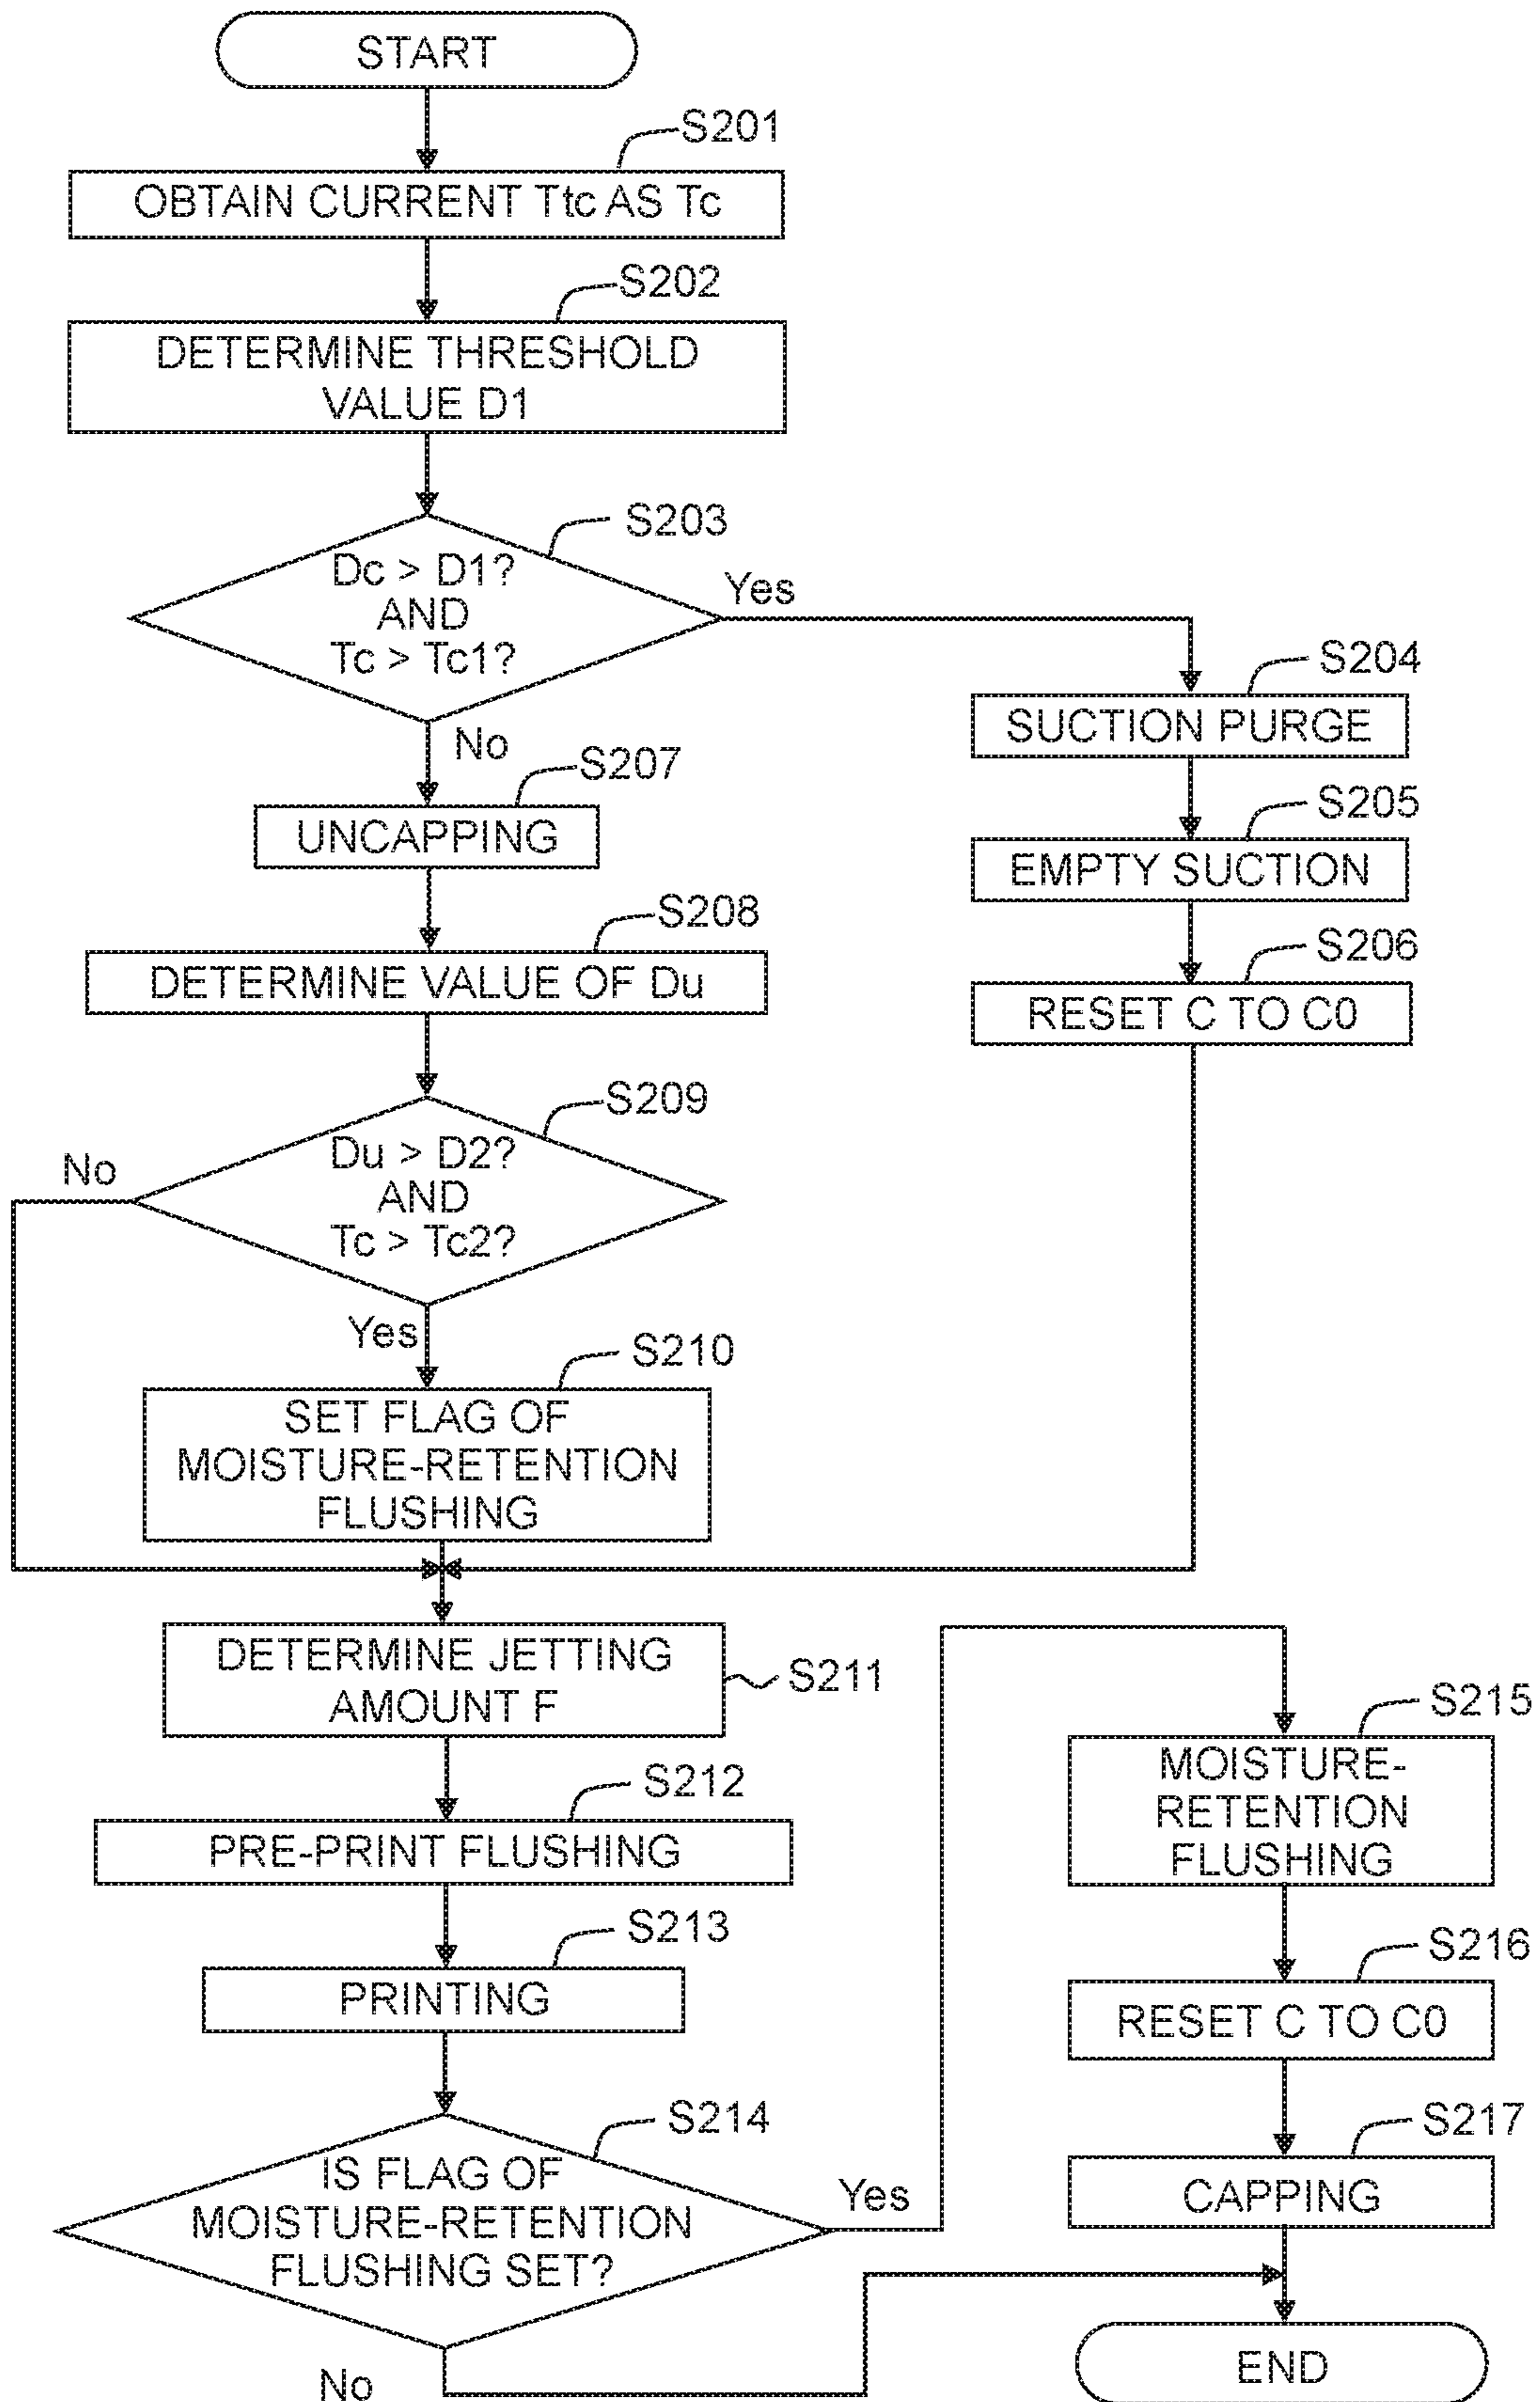 START
S201
OBTAIN CURRENT Ttc AS Tc
S202
DETERMINE THRESHOLD
VALUE D1
S203
Dc > D1?
AND
Tc > Tc1?
Yes
No
S204
SUCTION PURGE
S205
EMPTY SUCTION
S206
RESET C TO C0
S207
UNCAPPING
S208
DETERMINE VALUE OF Du
S209
Du > D2?
AND
Tc > Tc2?
No
Yes
S210
SET FLAG OF
MOISTURE-RETENTION
FLUSHING
S211
DETERMINE JETTING
AMOUNT F
S212
PRE-PRINT FLUSHING
S213
PRINTING
S214
IS FLAG OF
MOISTURE-RETENTION
FLUSHING SET?
Yes
No
S215
MOISTURE-
RETENTION
FLUSHING
S216
RESET C TO C0
S217
CAPPING
END